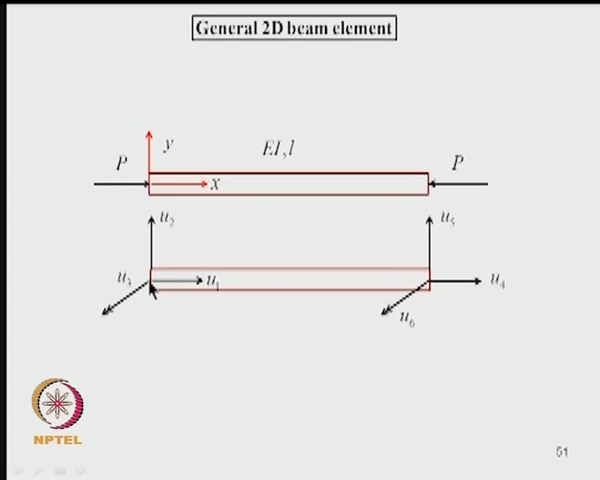 General 2D beam element
y
EI, l
P
P
x
u₂
u₅
u₃
u₁
u₄
u₆
NPTEL
61